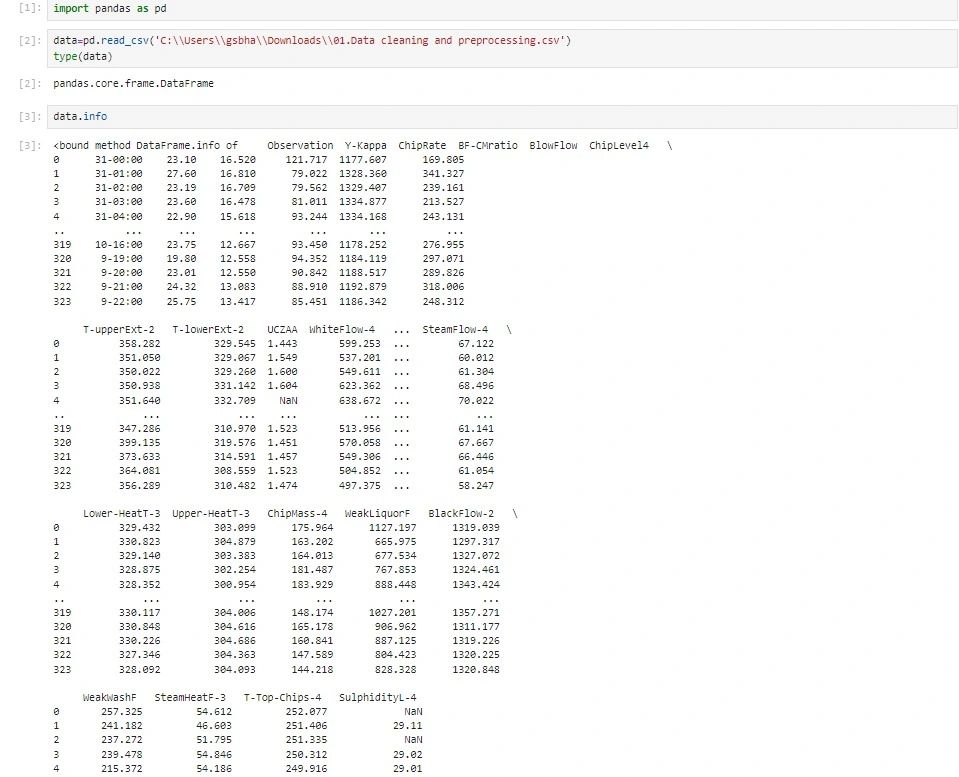 [1]: import pandas as pd
[2]: data=pd.read_csv('C:\\Users\\gsbha\\Downloads\\01.Data cleaning and preprocessing.csv')
type(data)
[2]: pandas.core.frame.DataFrame
[3]: data.info
[3]: <bound method DataFrame.info of Observation Y-Kappa ChipRate BF-CMratio BlowFlow ChipLevel4 \
0 31-00:00 23.10 16.520 121.717 1177.607 169.805
1 31-01:00 27.60 16.810 79.022 1328.360 341.327
2 31-02:00 23.19 16.709 79.562 1329.407 239.161
3 31-03:00 23.60 16.478 81.011 1334.877 213.527
4 31-04:00 22.90 15.618 93.244 1334.168 243.131
.. ... ... ... ... ... ...
319 10-16:00 23.75 12.667 93.450 1178.252 276.955
320 9-19:00 19.80 12.558 94.352 1184.119 297.071
321 9-20:00 23.01 12.550 90.842 1188.517 289.826
322 9-21:00 24.32 13.083 88.910 1192.879 318.006
323 9-22:00 25.75 13.417 85.451 1186.342 248.312
T-upperExt-2 T-lowerExt-2 UCZAA WhiteFlow-4 ... SteamFlow-4 \
0 358.282 329.545 1.443 599.253 ... 67.122
1 351.050 329.067 1.549 537.201 ... 60.012
2 350.022 329.260 1.600 549.611 ... 61.304
3 350.938 331.142 1.604 623.362 ... 68.496
4 351.640 332.709 NaN 638.672 ... 70.022
.. ... ... ... ... ... ...
319 347.286 310.970 1.523 513.956 ... 61.141
320 399.135 319.576 1.451 570.058 ... 67.667
321 373.633 314.591 1.457 549.306 ... 66.446
322 364.081 308.559 1.523 504.852 ... 61.054
323 356.289 310.482 1.474 497.375 ... 58.247
Lower-HeatT-3 Upper-HeatT-3 ChipMass-4 WeakLiquorF BlackFlow-2 \
0 329.432 303.099 175.964 1127.197 1319.039
1 330.823 304.879 163.202 665.975 1297.317
2 329.140 303.383 164.013 677.534 1327.072
3 328.875 302.254 181.487 767.853 1324.461
4 328.352 300.954 183.929 888.448 1343.424
.. ... ... ... ... ...
319 330.117 304.006 148.174 1027.201 1357.271
320 330.848 304.616 165.178 906.962 1311.177
321 330.226 304.686 160.841 887.125 1319.226
322 327.346 304.363 147.589 804.423 1320.225
323 328.092 304.093 144.218 828.328 1320.848
WeakWashF SteamHeatF-3 T-Top-Chips-4 SulphidityL-4
0 257.325 54.612 252.077 NaN
1 241.182 46.603 251.406 29.11
2 237.272 51.795 251.335 NaN
3 239.478 54.846 250.312 29.02
4 215.372 54.186 249.916 29.01